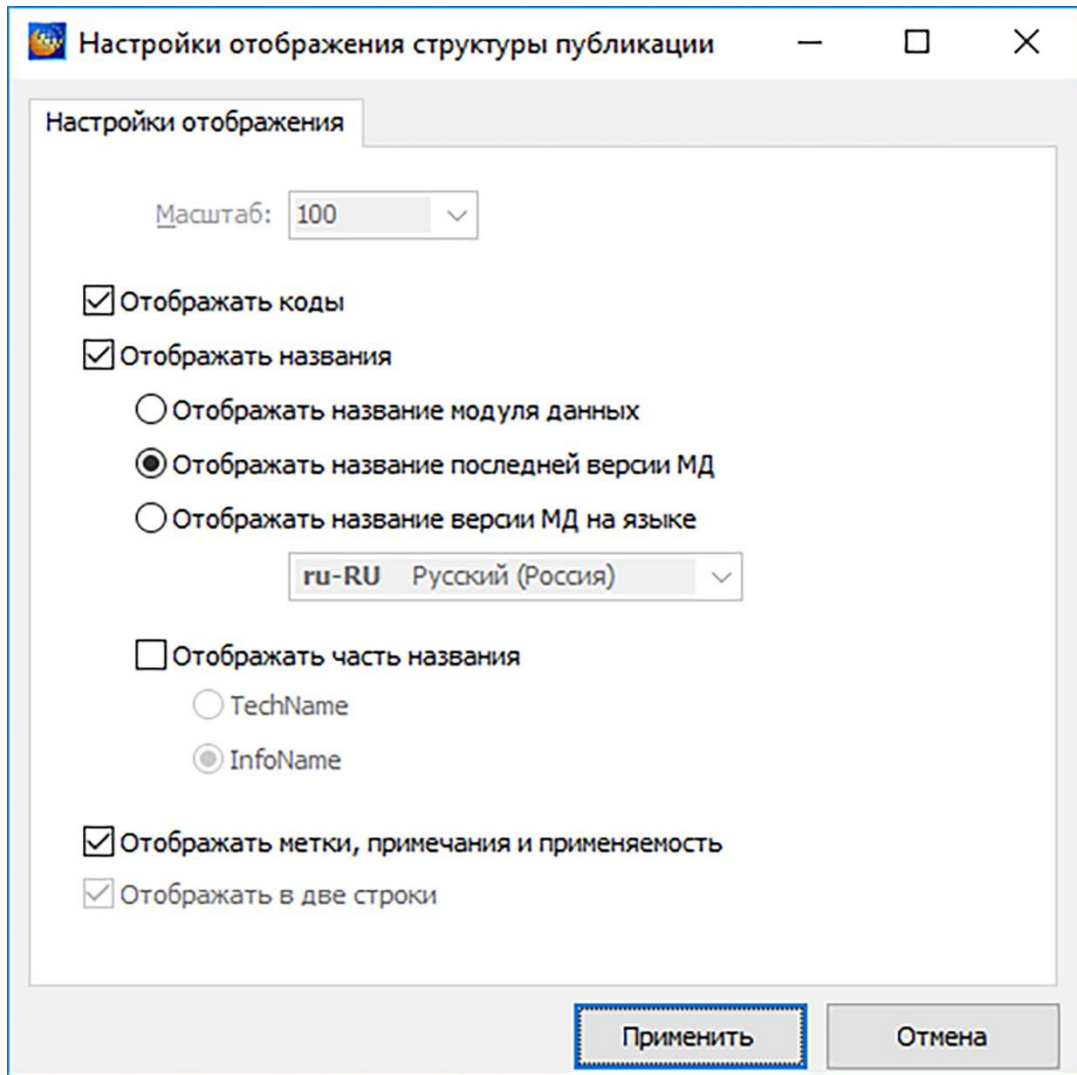 Настройки отображения структуры публикации
Настройки отображения
Масштаб: 100
Отображать коды
Отображать названия
Отображать название модуля данных
Отображать название последней версии МД
Отображать название версии МД на языке
ru-RU Русский (Россия)
Отображать часть названия
TechName
InfoName
Отображать метки, примечания и применяемость
Отображать в две строки
Применить Отмена